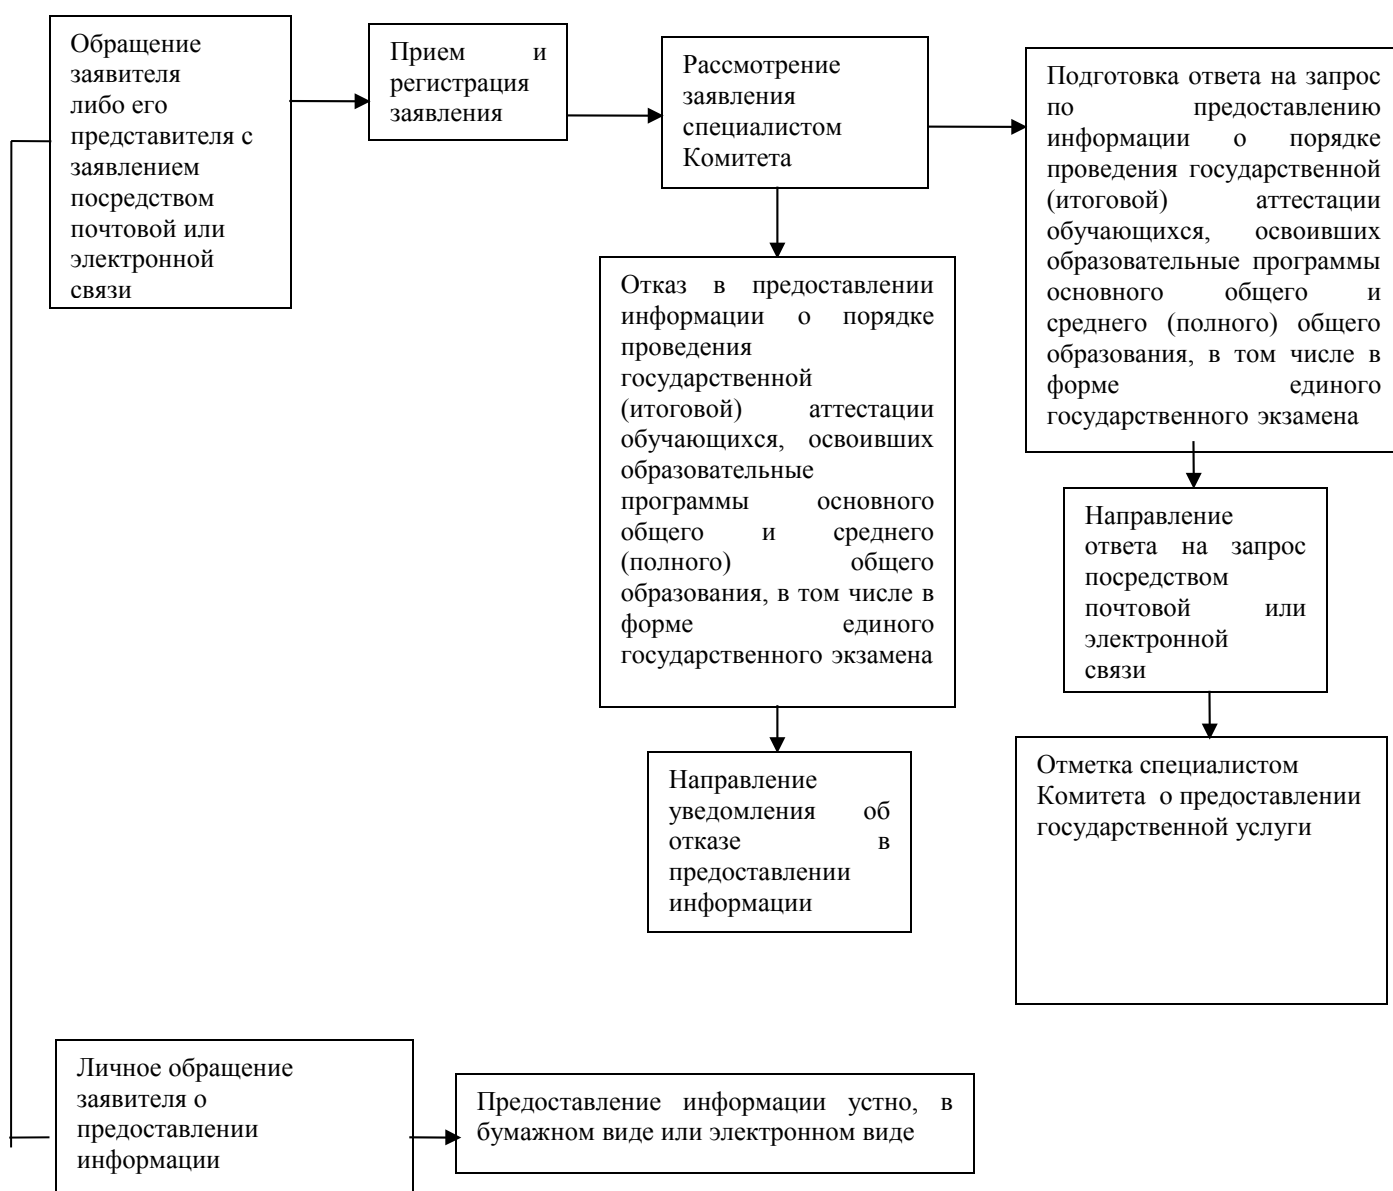 Обращение
заявителя
либо его
представителя с
заявлением
посредством
почтовой или
электронной
связи
Прием и
регистрация
заявления
Рассмотрение
заявления
специалистом
Комитета
Подготовка ответа на запрос
по предоставлению
информации о порядке
проведения государственной
(итоговой) аттестации
обучающихся, освоивших
образовательные программы
основного общего и
среднего (полного) общего
образования, в том числе в
форме единого
государственного экзамена
Отказ в предоставлении
информации о порядке
проведения
государственной
(итоговой) аттестации
обучающихся, освоивших
образовательные
программы основного
общего и среднего
(полного) общего
образования, в том числе в
форме единого
государственного экзамена
Направление
ответа на запрос
посредством
почтовой или
электронной
связи
Направление
уведомления об
отказе в
предоставлении
информации
Отметка специалистом
Комитета о предоставлении
государственной услуги
Личное обращение
заявителя о
предоставлении
информации
Предоставление информации устно, в
бумажном виде или электронном виде